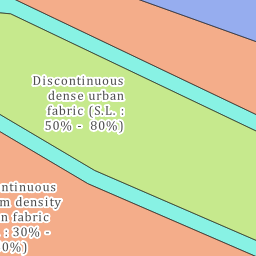 Discontinuous
dense urban
fabric (S.L. :
50% - 80%)
ntinuous
m density
n fabric
: 30% -
0%)